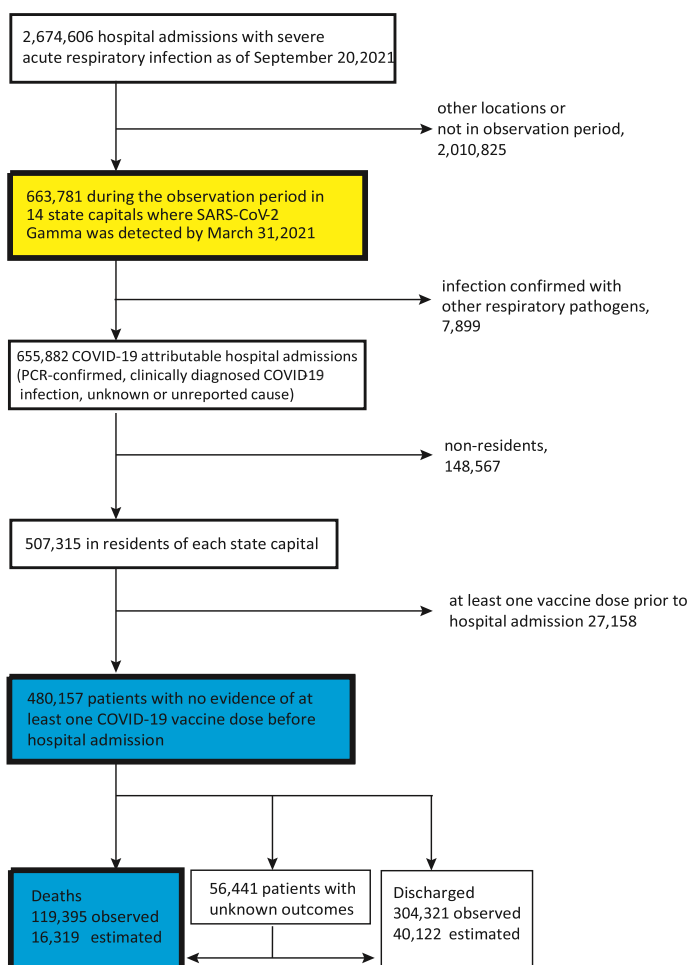 2,674,606 hospital admissions with severe
acute respiratory infection as of September 20,2021
other locations or
not in observation period,
2,010,825
663,781 during the observation period in
14 state capitals where SARS-CoV-2
Gamma was detected by March 31,2021
infection confirmed with
other respiratory pathogens,
7,899
655,882 COVID-19 attributable hospital admissions
(PCR-confirmed, clinically diagnosed COVID-19
infection, unknown or unreported cause)
non-residents,
148,567
507,315 in residents of each state capital
at least one vaccine dose prior to
hospital admission 27,158
480,157 patients with no evidence of at
least one COVID-19 vaccine dose before
hospital admission
Deaths
119,395 observed
16,319 estimated
56,441 patients with
unknown outcomes
Discharged
304,321 observed
40,122 estimated